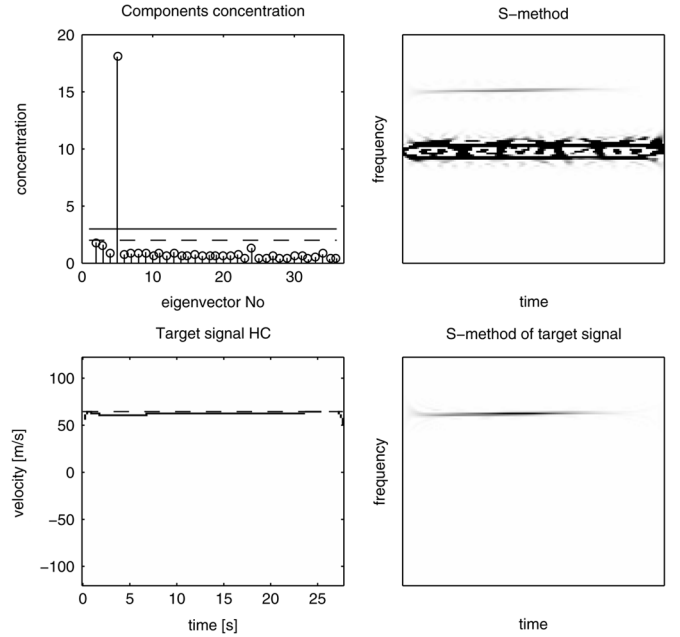 Components concentration
20
15
10
5
0
0
10
20
30
concentration
eigenvector No
S−method
frequency
time
Target signal HC
100
50
0
−50
−100
0
5
10
15
20
25
velocity [m/s]
time [s]
S−method of target signal
frequency
time